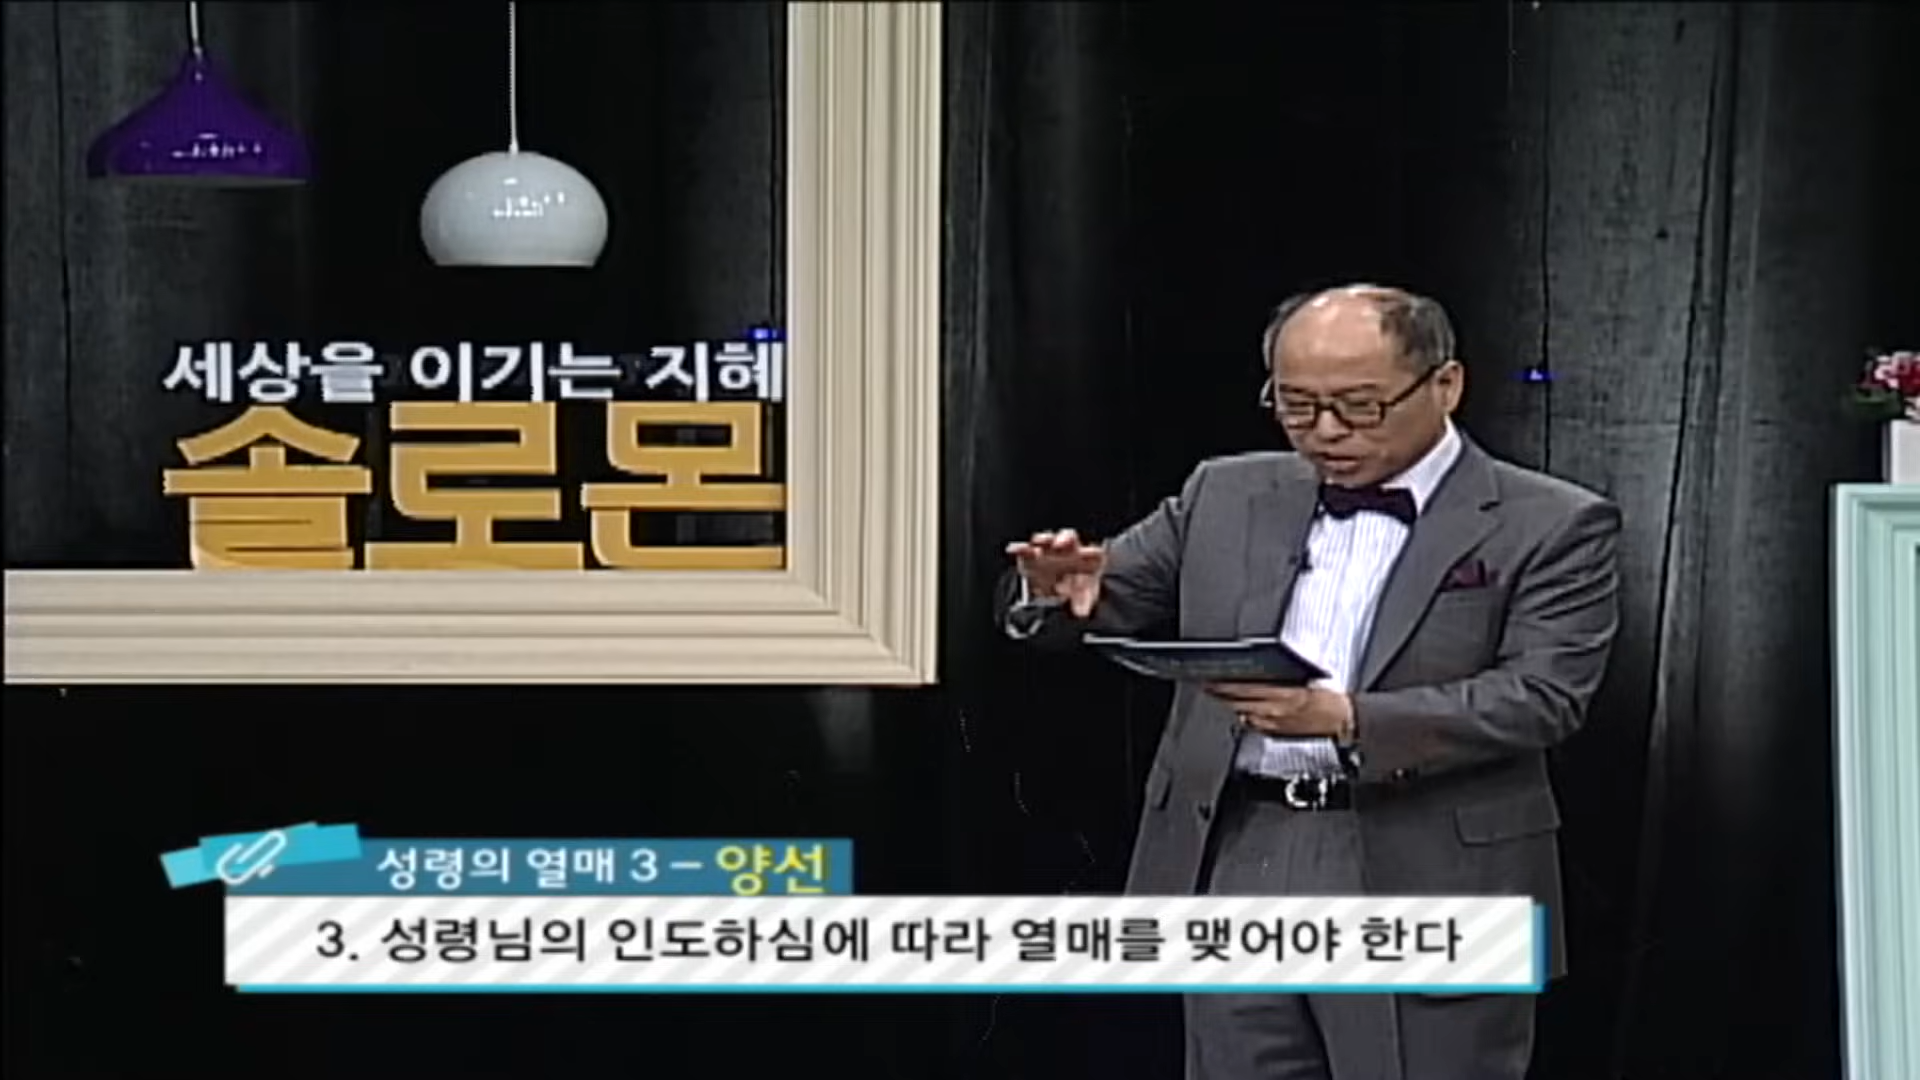 세상을 이기는 지혜
솔로몬
성령의 열매 3 – 양선
3. 성령님의 인도하심에 따라 열매를 맺어야 한다